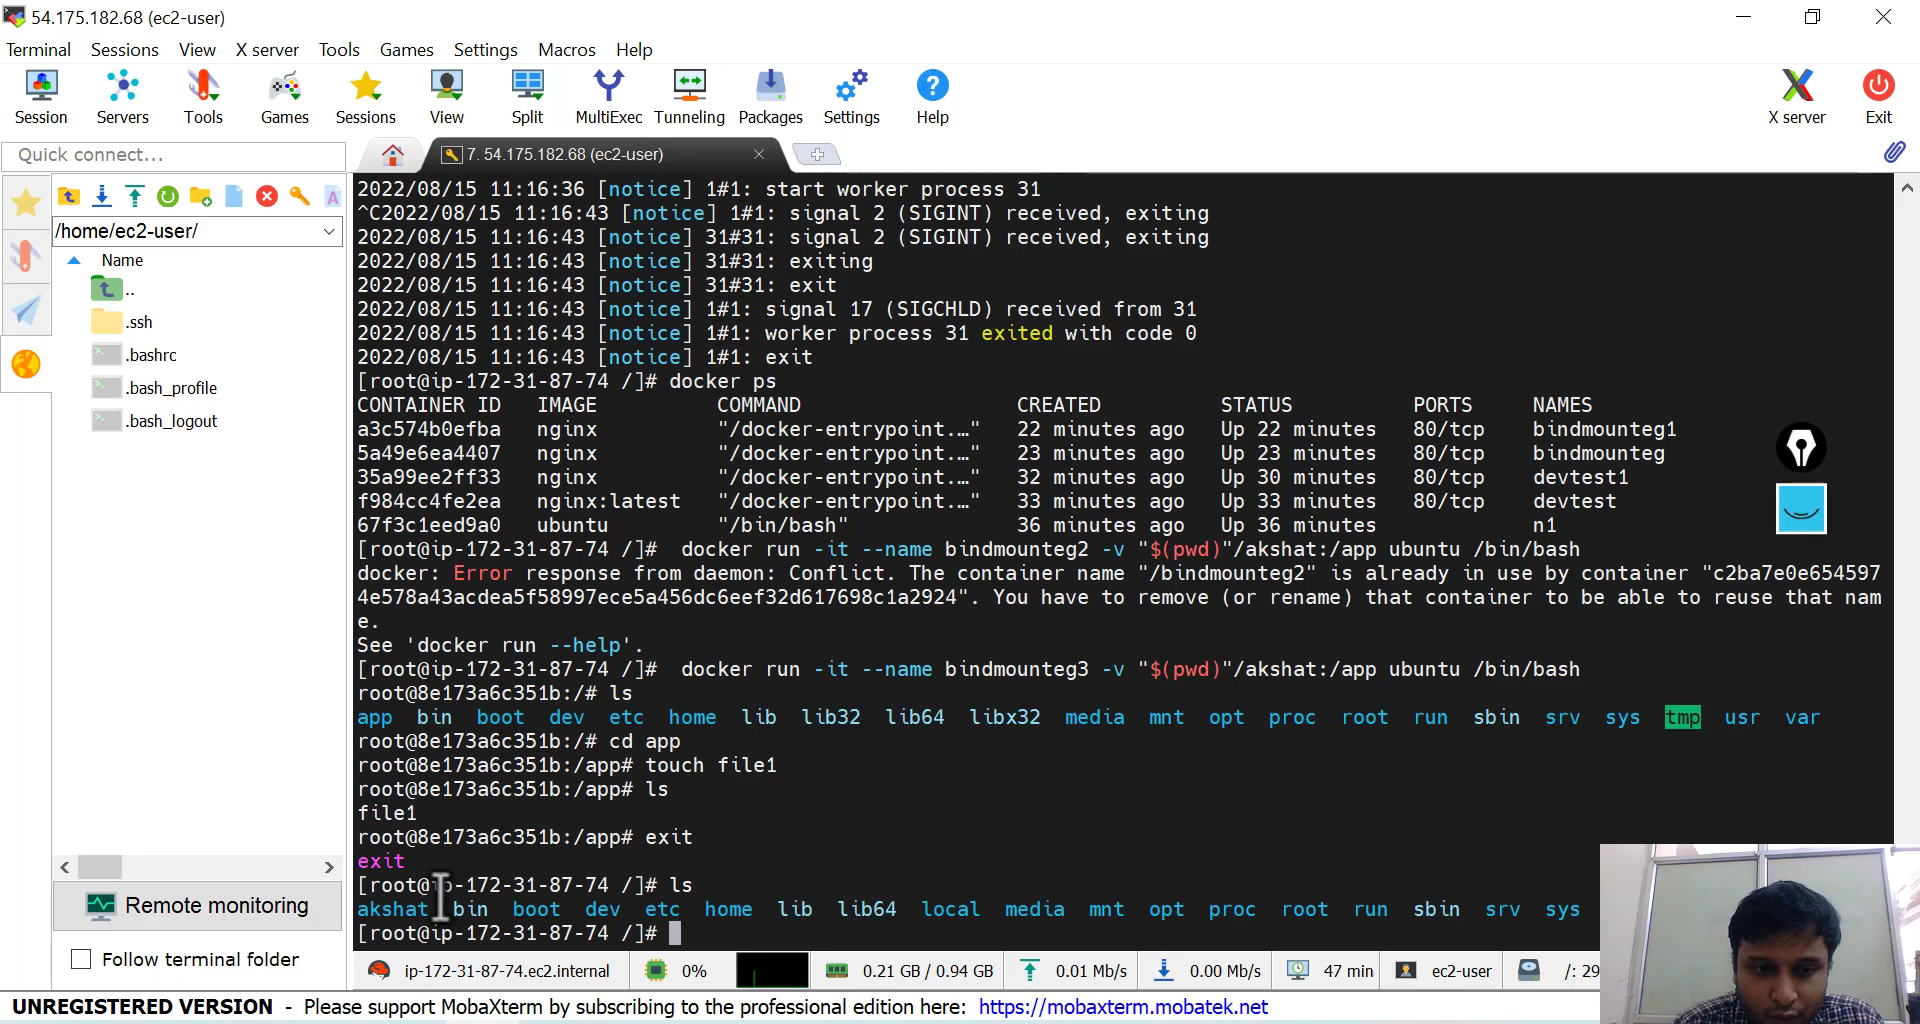 54.175.182.68 (ec2-user)
Terminal Sessions View X server Tools Games Settings Macros Help
Session Servers Tools Games Sessions View Split MultiExec Tunneling Packages Settings Help X server Exit
Quick connect...
7. 54.175.182.68 (ec2-user)
/home/ec2-user/
Name
..
.ssh
.bashrc
.bash_profile
.bash_logout
Remote monitoring
Follow terminal folder
2022/08/15 11:16:36 [notice] 1#1: start worker process 31
^C2022/08/15 11:16:43 [notice] 1#1: signal 2 (SIGINT) received, exiting
2022/08/15 11:16:43 [notice] 31#31: signal 2 (SIGINT) received, exiting
2022/08/15 11:16:43 [notice] 31#31: exiting
2022/08/15 11:16:43 [notice] 31#31: exit
2022/08/15 11:16:43 [notice] 1#1: signal 17 (SIGCHLD) received from 31
2022/08/15 11:16:43 [notice] 1#1: worker process 31 exited with code 0
2022/08/15 11:16:43 [notice] 1#1: exit
[root@ip-172-31-87-74 /]# docker ps
CONTAINER ID IMAGE COMMAND CREATED STATUS PORTS NAMES
a3c574b0efba nginx "/docker-entrypoint.…" 22 minutes ago Up 22 minutes 80/tcp bindmounteg1
5a49e6ea4407 nginx "/docker-entrypoint.…" 23 minutes ago Up 23 minutes 80/tcp bindmounteg
35a99ee2ff33 nginx "/docker-entrypoint.…" 32 minutes ago Up 30 minutes 80/tcp devtest1
f984cc4fe2ea nginx:latest "/docker-entrypoint.…" 33 minutes ago Up 33 minutes 80/tcp devtest
67f3c1eed9a0 ubuntu "/bin/bash" 36 minutes ago Up 36 minutes n1
[root@ip-172-31-87-74 /]#  docker run -it --name bindmounteg2 -v "$(pwd)"/akshat:/app ubuntu /bin/bash
docker: Error response from daemon: Conflict. The container name "/bindmounteg2" is already in use by container "c2ba7e0e654597
4e578a43acdea5f58997ece5a456dc6eef32d617698c1a2924". You have to remove (or rename) that container to be able to reuse that nam
e.
See 'docker run --help'.
[root@ip-172-31-87-74 /]#  docker run -it --name bindmounteg3 -v "$(pwd)"/akshat:/app ubuntu /bin/bash
root@8e173a6c351b:/# ls
app bin boot dev etc home lib lib32 lib64 libx32 media mnt opt proc root run sbin srv sys tmp usr var
root@8e173a6c351b:/# cd app
root@8e173a6c351b:/app# touch file1
root@8e173a6c351b:/app# ls
file1
root@8e173a6c351b:/app# exit
exit
[root@ip-172-31-87-74 /]# ls
akshat bin boot dev etc home lib lib64 local media mnt opt proc root run sbin srv sys
[root@ip-172-31-87-74 /]#
ip-172-31-87-74.ec2.internal 0% 0.21 GB / 0.94 GB 0.01 Mb/s 0.00 Mb/s 47 min ec2-user /: 29
UNREGISTERED VERSION - Please support MobaXterm by subscribing to the professional edition here: https://mobaxterm.mobatek.net